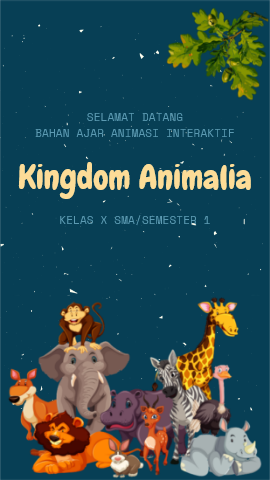 SELAMAT DATANG
BAHAN AJAR ANIMASI INTERAKTIF
Kingdom Animalia
KELAS X SMA/SEMESTER 1